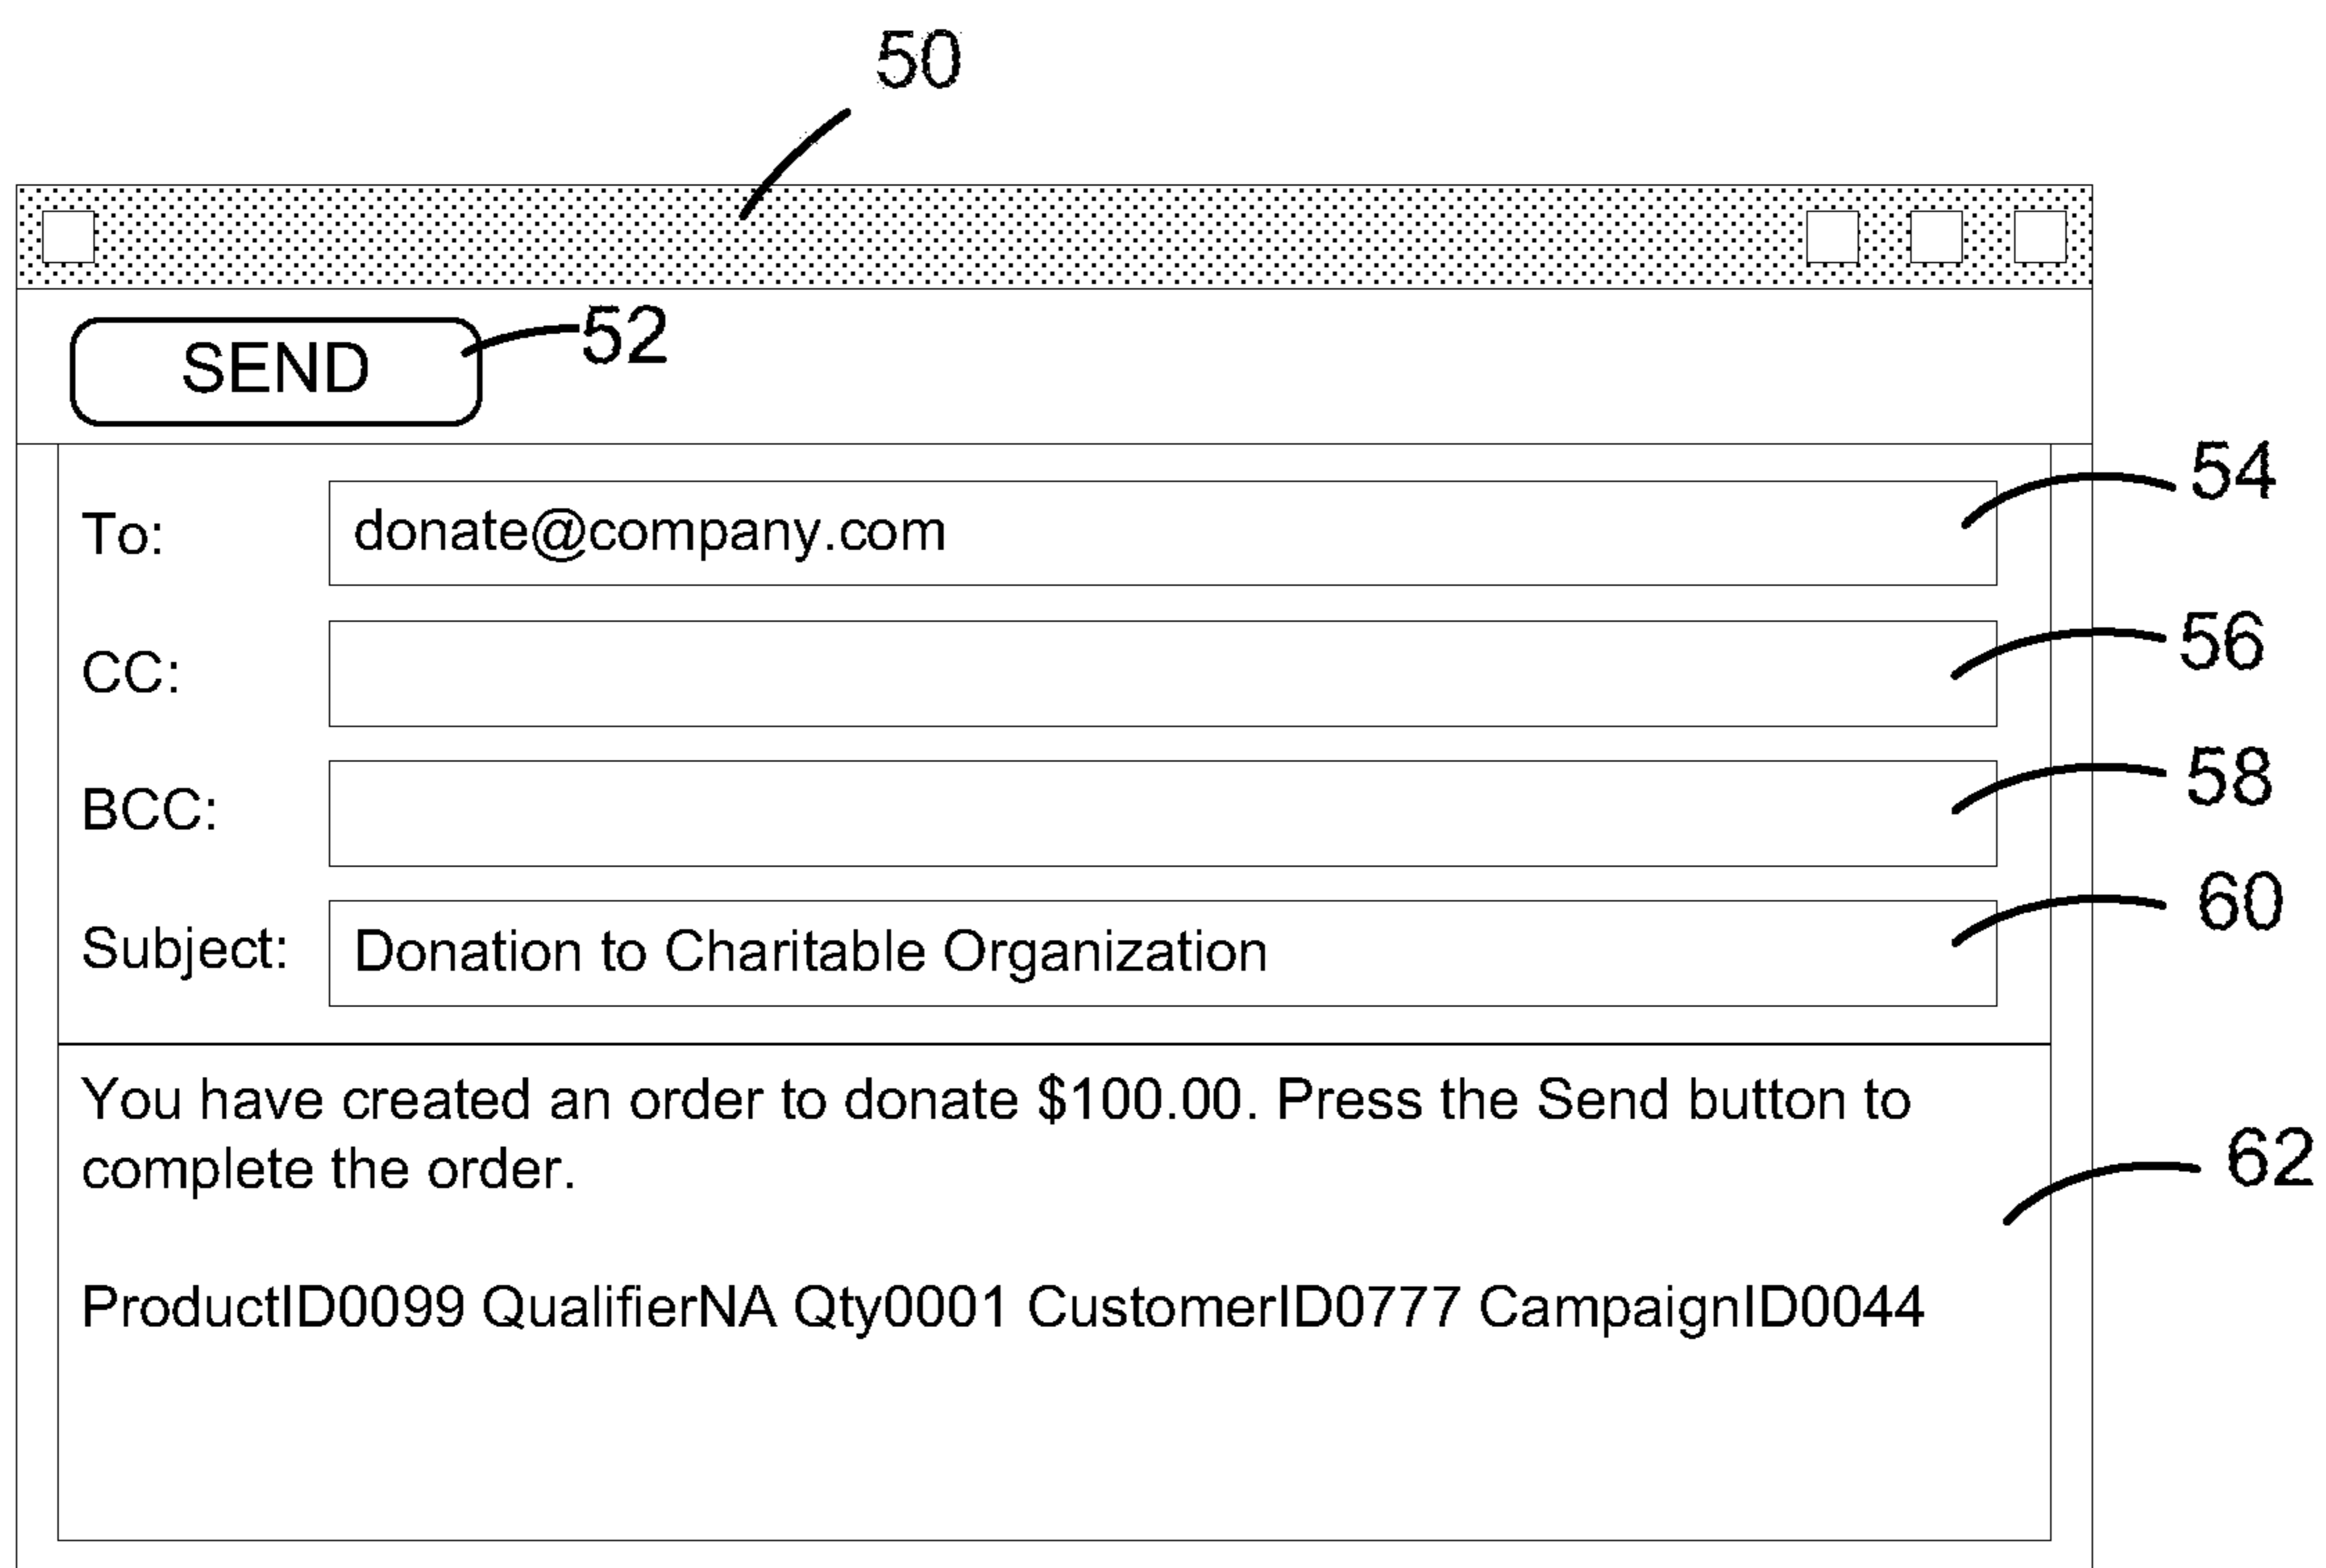 50
SEND
52
To:
donate@company.com
54
CC:
56
BCC:
58
Subject:
Donation to Charitable Organization
60
You have created an order to donate $100.00. Press the Send button to
complete the order.
62
ProductID0099 QualifierNA Qty0001 CustomerID0777 CampaignID0044